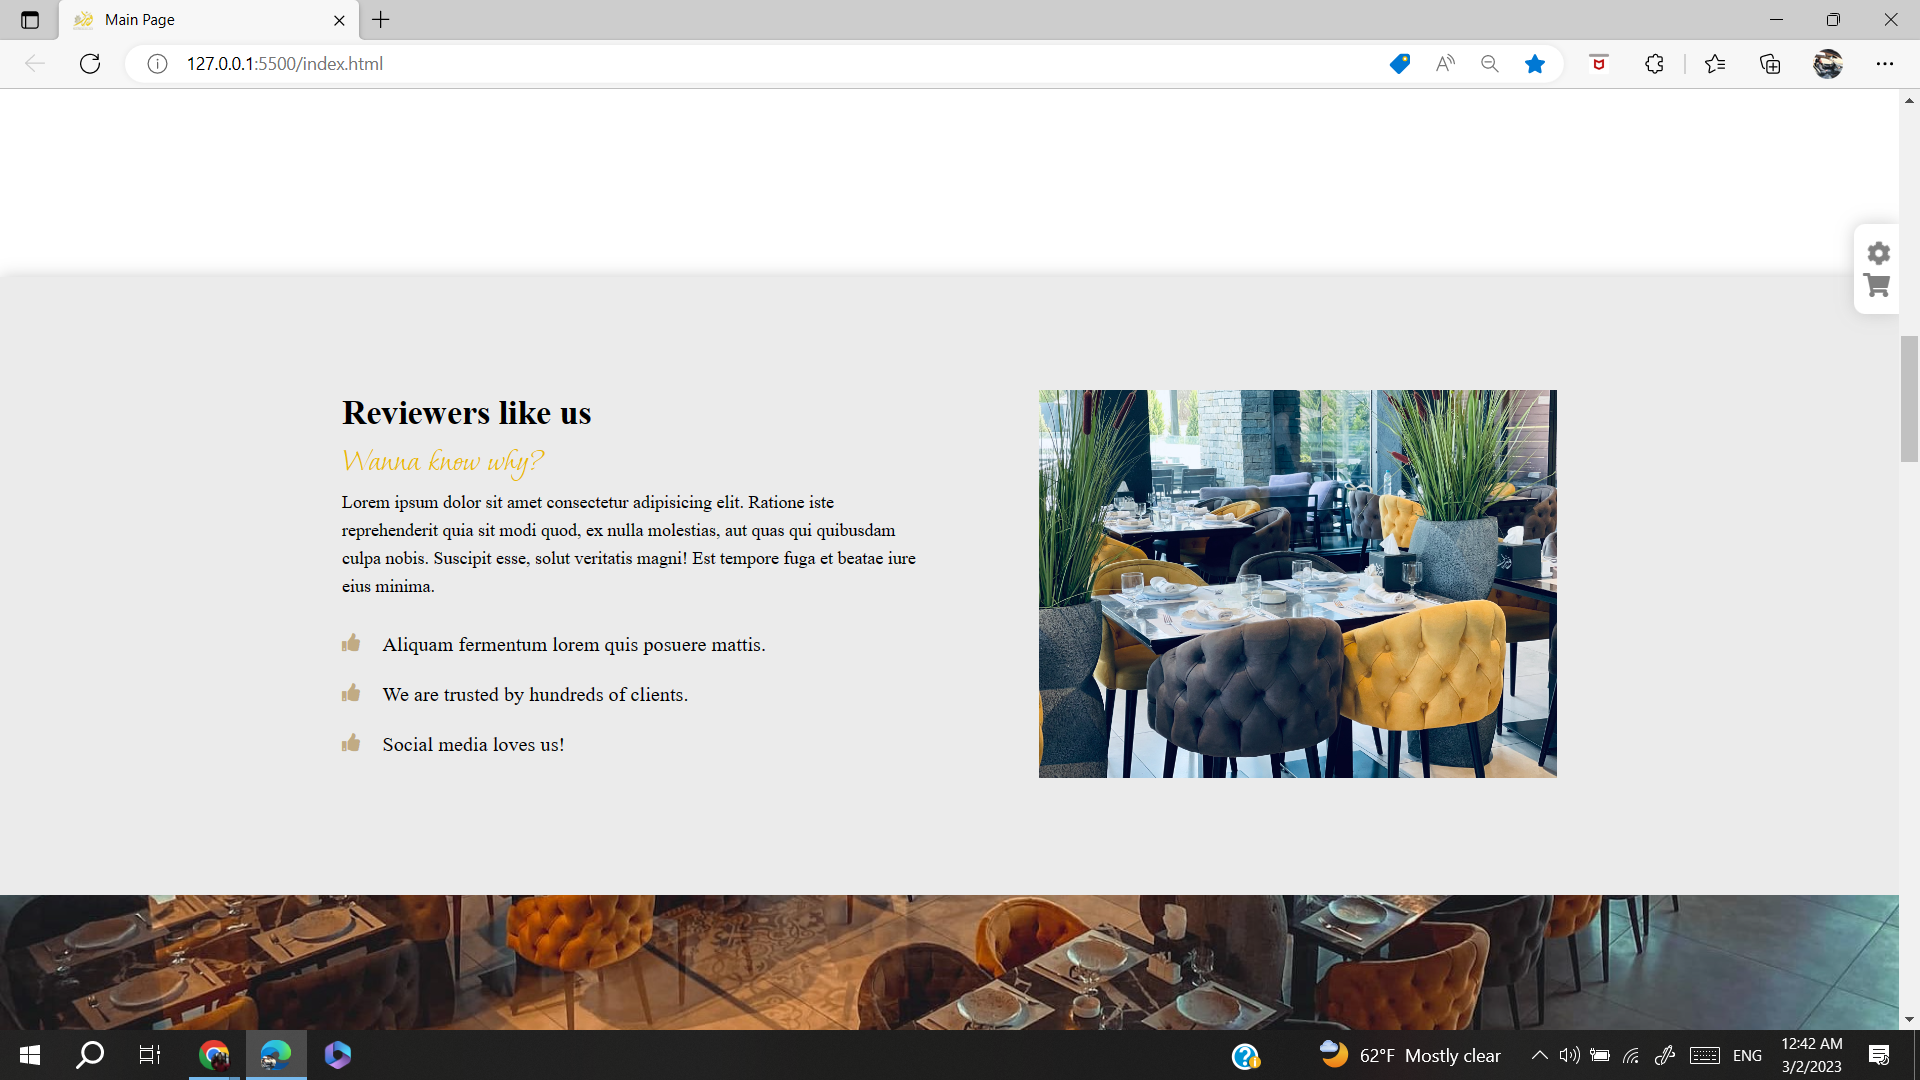 Main Page
127.0.0.1:5500/index.html
Reviewers like us
Wanna know why?
Lorem ipsum dolor sit amet consectetur adipisicing elit. Ratione iste
reprehenderit quia sit modi quod, ex nulla molestias, aut quas qui quibusdam
culpa nobis. Suscipit esse, solut veritatis magni! Est tempore fuga et beatae iure
eius minima.
Aliquam fermentum lorem quis posuere mattis.
We are trusted by hundreds of clients.
Social media loves us!
62°F Mostly clear
ENG
12:42 AM
3/2/2023